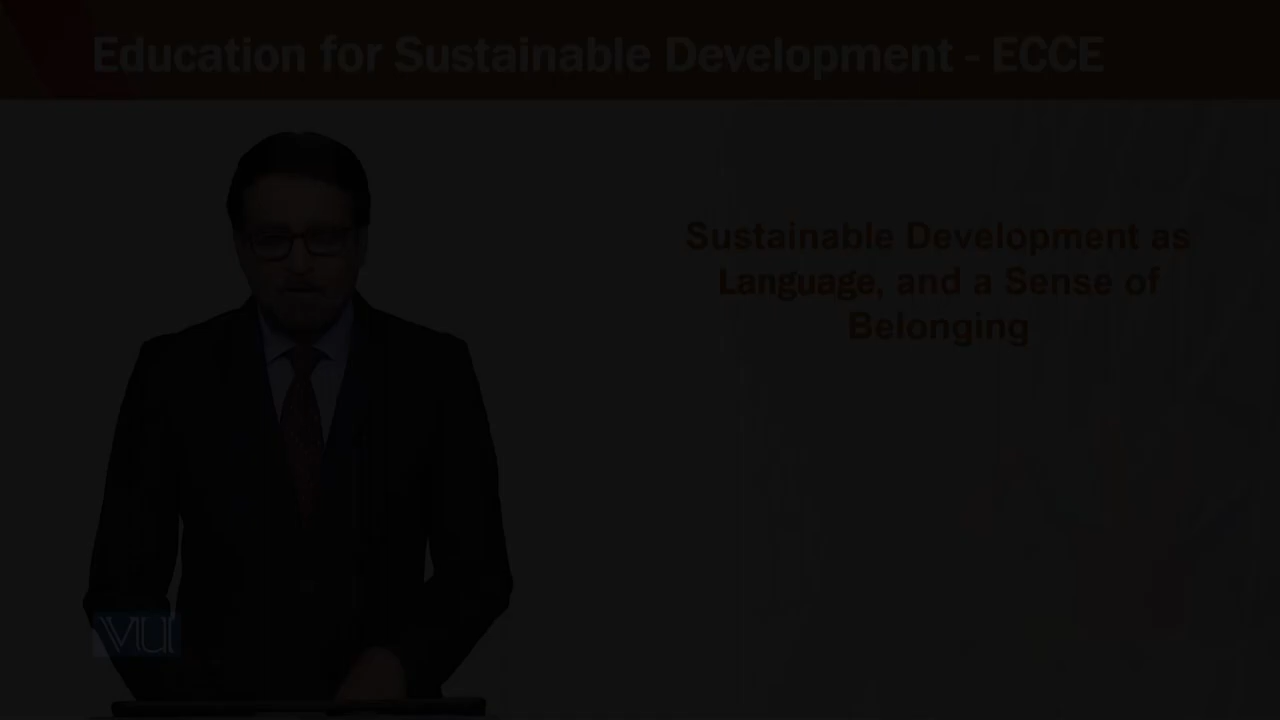 Education for Sustainable Development - ECCE
Sustainable Development as
Language, and a Sense of
Belonging
VU